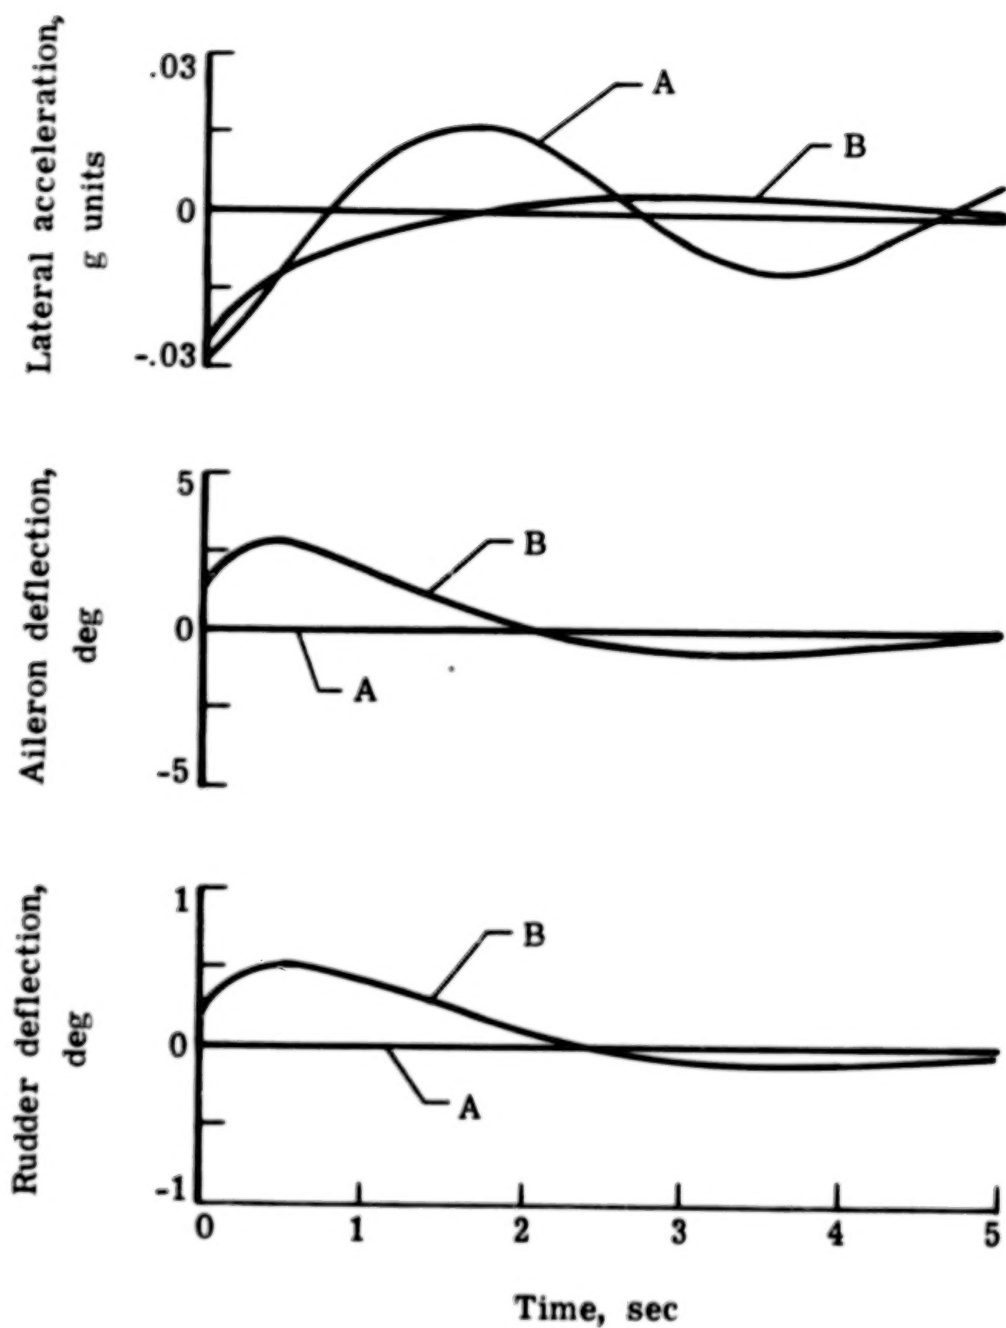 Lateral acceleration,
g units
.03
0
-.03
A
B
Aileron deflection,
deg
5
0
-5
B
A
Rudder deflection,
deg
1
0
-1
B
A
0 1 2 3 4 5
Time, sec